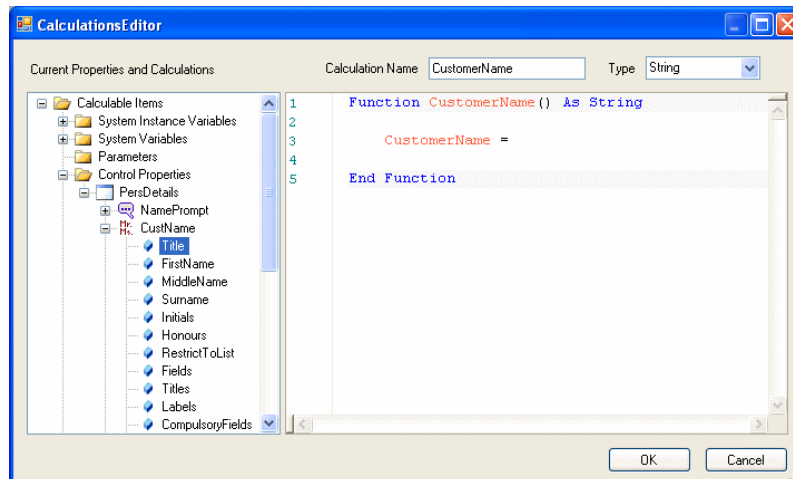 CalculationsEditor
Current Properties and Calculations
Calculation Name CustomerName Type String
Calculable Items
System Instance Variables
System Variables
Parameters
Control Properties
PersDetails
NamePrompt
Mr. Ms. CustName
Title
FirstName
MiddleName
Surname
Initials
Honours
RestrictToList
Fields
Titles
Labels
CompulsoryFields
1 Function CustomerName() As String
2
3 CustomerName =
4
5 End Function
OK Cancel